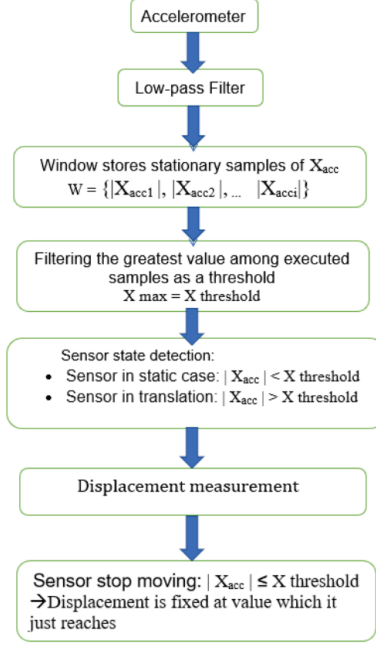 Accelerometer
Low-pass Filter
Window stores stationary samples of Xacc
W = {|Xacc1|, |Xacc2|, ... |Xacci|}
Filtering the greatest value among executed
samples as a threshold
X max = X threshold
Sensor state detection:
• Sensor in static case: | Xacc | < X threshold
• Sensor in translation: | Xacc | > X threshold
Displacement measurement
Sensor stop moving: | Xacc | ≤ X threshold
→Displacement is fixed at value which it
just reaches